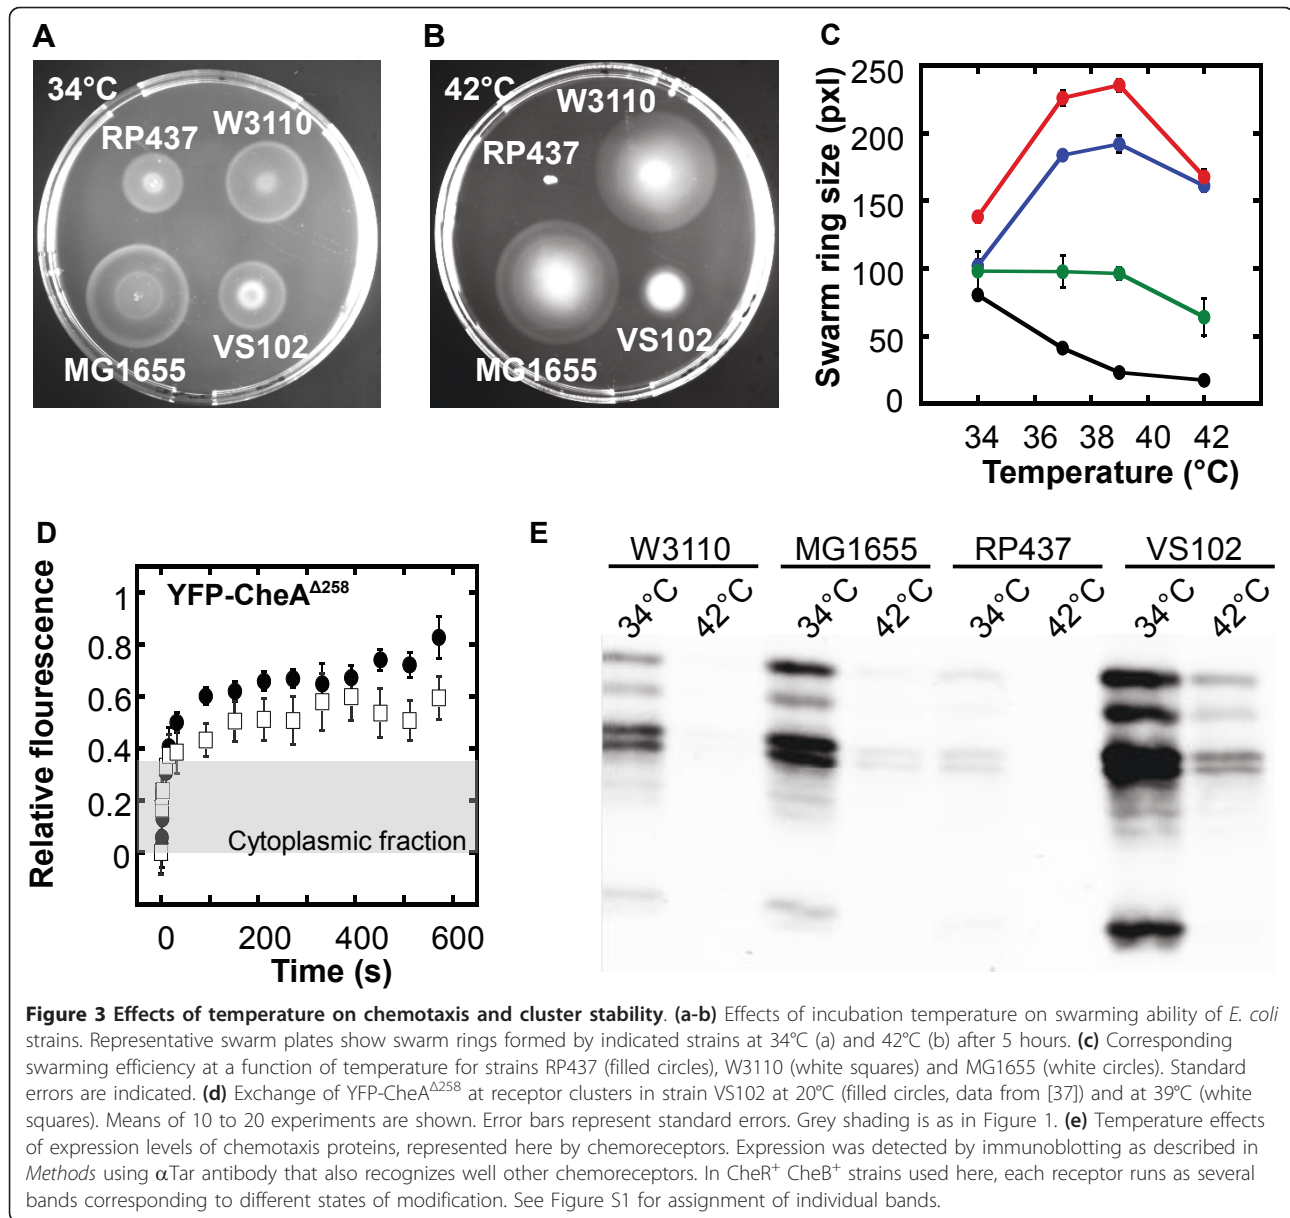 A
34°C
RP437
W3110
MG1655
VS102
B
42°C
W3110
RP437
MG1655
VS102
C
Swarm ring size (pxl)
250
200
150
100
50
0
34 36 38 40 42
Temperature (°C)
D
YFP-CheAΔ258
Relative flourescence
1
0.8
0.6
0.4
0.2
0
Cytoplasmic fraction
0 200 400 600
Time (s)
E
W3110 MG1655 RP437 VS102
34°C 42°C 34°C 42°C 34°C 42°C 34°C 42°C
Figure 3 Effects of temperature on chemotaxis and cluster stability. (a-b) Effects of incubation temperature on swarming ability of E. coli
strains. Representative swarm plates show swarm rings formed by indicated strains at 34°C (a) and 42°C (b) after 5 hours. (c) Corresponding
swarming efficiency at a function of temperature for strains RP437 (filled circles), W3110 (white squares) and MG1655 (white circles). Standard
errors are indicated. (d) Exchange of YFP-CheAΔ258 at receptor clusters in strain VS102 at 20°C (filled circles, data from [37]) and at 39°C (white
squares). Means of 10 to 20 experiments are shown. Error bars represent standard errors. Grey shading is as in Figure 1. (e) Temperature effects
of expression levels of chemotaxis proteins, represented here by chemoreceptors. Expression was detected by immunoblotting as described in
Methods using αTar antibody that also recognizes well other chemoreceptors. In CheR+ CheB+ strains used here, each receptor runs as several
bands corresponding to different states of modification. See Figure S1 for assignment of individual bands.